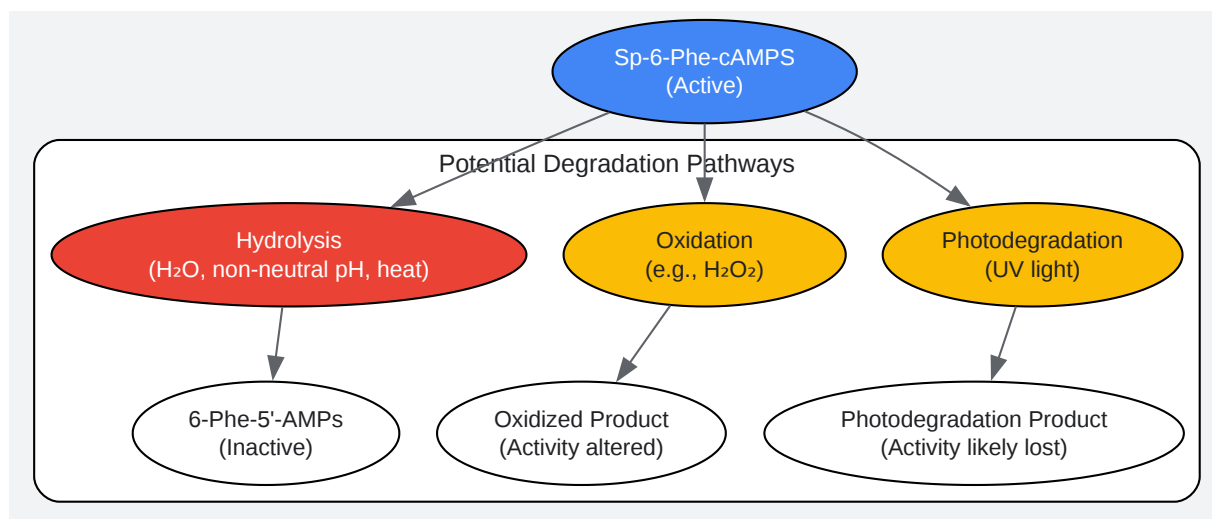 Sp-6-Phe-cAMPS
(Active)
Potential Degradation Pathways
Hydrolysis
(H₂O, non-neutral pH, heat)
Oxidation
(e.g., H₂O₂)
Photodegradation
(UV light)
6-Phe-5'-AMPs
(Inactive)
Oxidized Product
(Activity altered)
Photodegradation Product
(Activity likely lost)